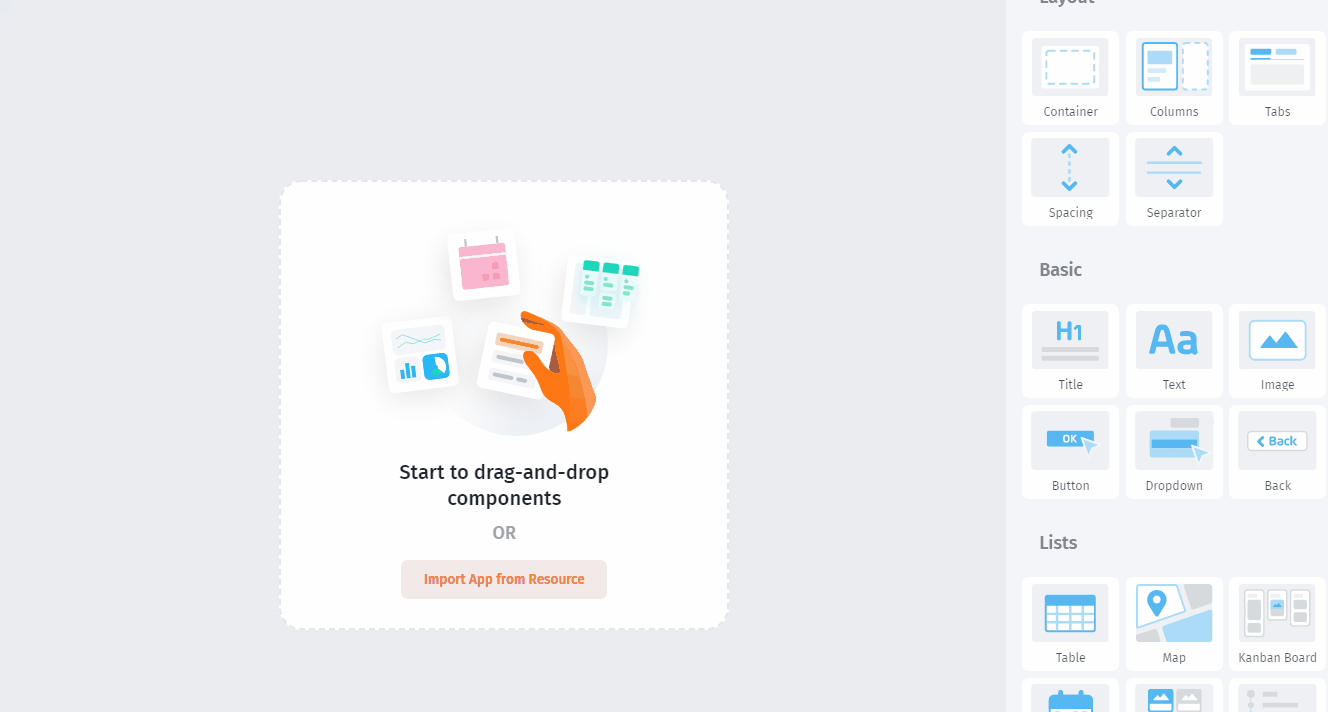 Layout
Container
Columns
Tabs
Spacing
Separator
Basic
H1
Aa
Title
Text
Image
OK
Back
Button
Dropdown
Back
Lists
Table
Map
Kanban Board
Start to drag-and-drop
components
OR
Import App from Resource